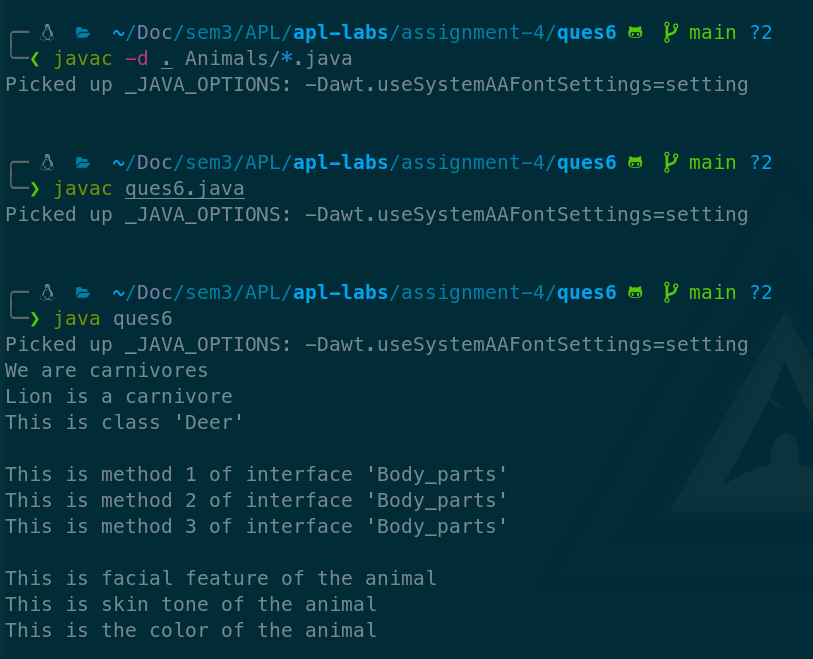 ~/Doc/sem3/APL/apl-labs/assignment-4/ques6 main ?2
❮ javac -d . Animals/*.java
Picked up _JAVA_OPTIONS: -Dawt.useSystemAAFontSettings=setting
~/Doc/sem3/APL/apl-labs/assignment-4/ques6 main ?2
❯ javac ques6.java
Picked up _JAVA_OPTIONS: -Dawt.useSystemAAFontSettings=setting
~/Doc/sem3/APL/apl-labs/assignment-4/ques6 main ?2
❯ java ques6
Picked up _JAVA_OPTIONS: -Dawt.useSystemAAFontSettings=setting
We are carnivores
Lion is a carnivore
This is class 'Deer'
This is method 1 of interface 'Body_parts'
This is method 2 of interface 'Body_parts'
This is method 3 of interface 'Body_parts'
This is facial feature of the animal
This is skin tone of the animal
This is the color of the animal